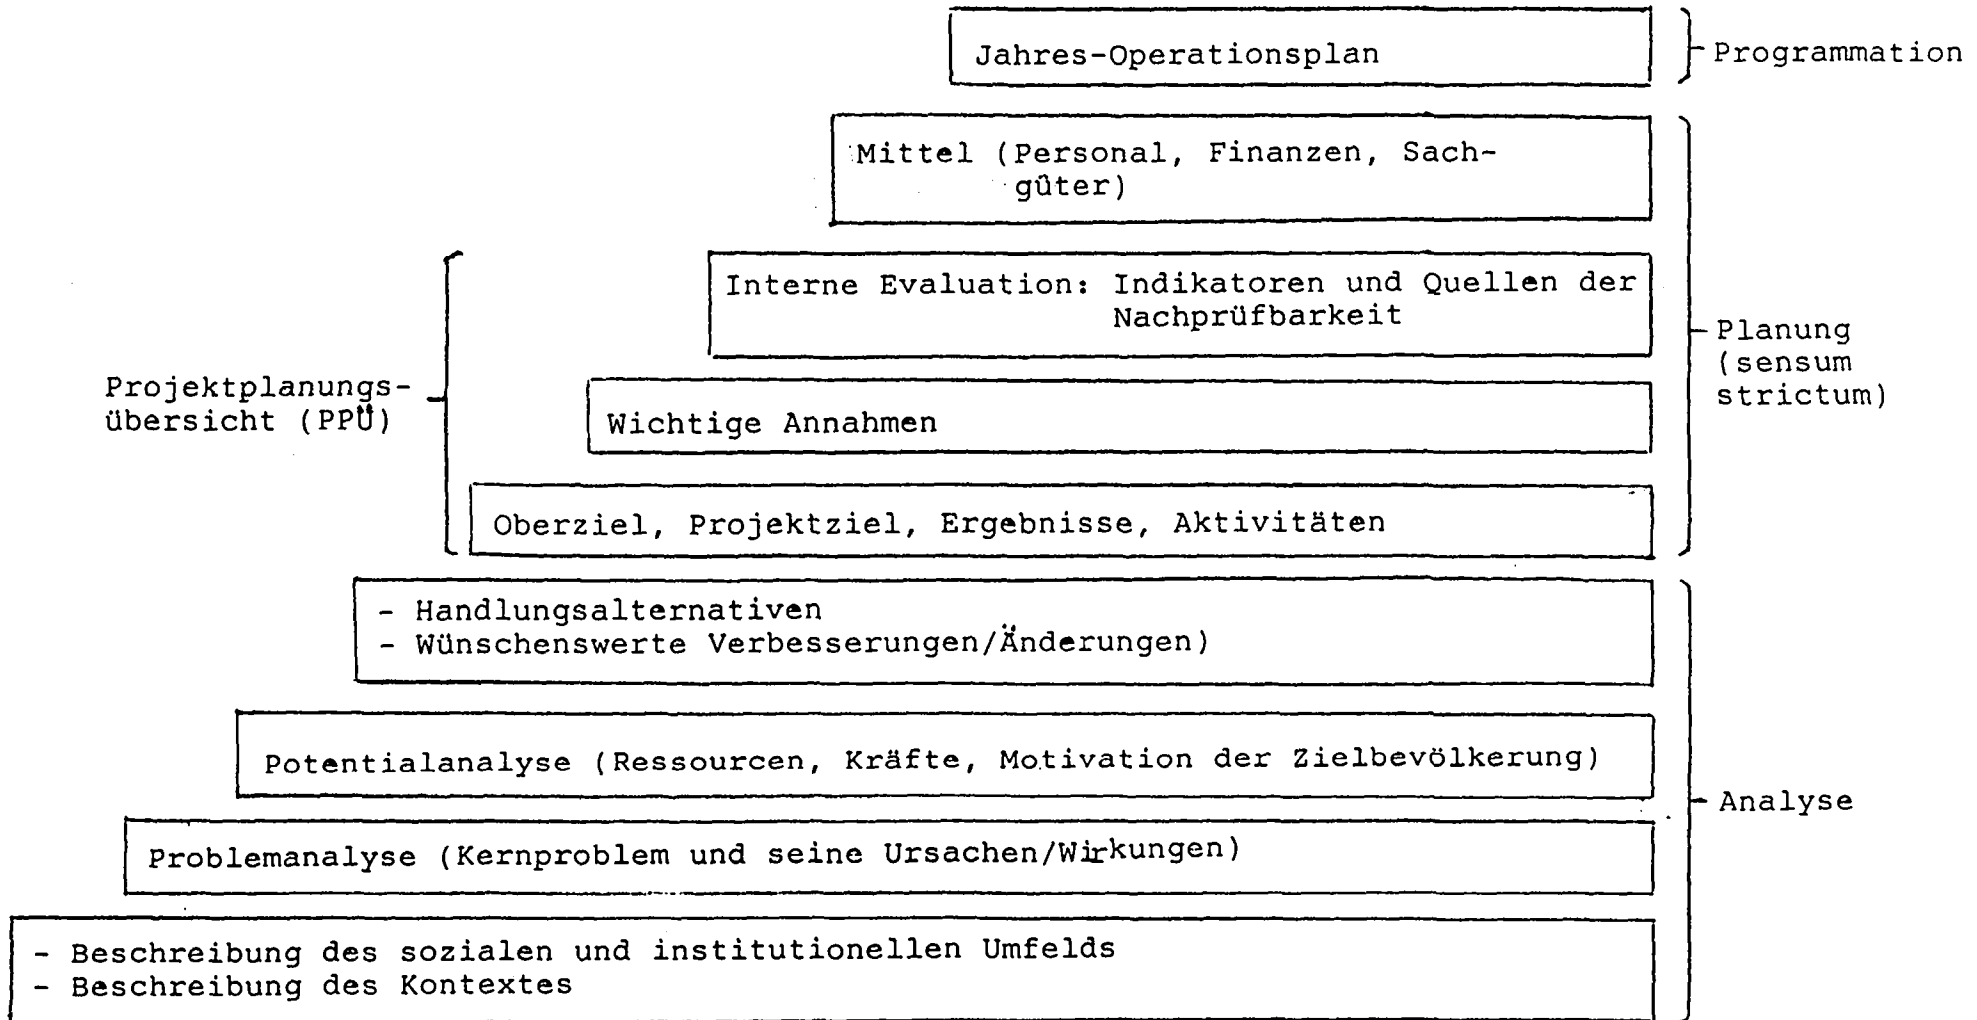 Jahres-Operationsplan
Programmation
Mittel (Personal, Finanzen, Sach-
güter)
Interne Evaluation: Indikatoren und Quellen der
Nachprüfbarkeit
Planung
(sensum
strictum)
Projektplanungs-
übersicht (PPÜ)
Wichtige Annahmen
Oberziel, Projektziel, Ergebnisse, Aktivitäten
- Handlungsalternativen
- Wünschenswerte Verbesserungen/Änderungen)
Potentialanalyse (Ressourcen, Kräfte, Motivation der Zielbevölkerung)
Analyse
Problemanalyse (Kernproblem und seine Ursachen/Wirkungen)
- Beschreibung des sozialen und institutionellen Umfelds
- Beschreibung des Kontextes